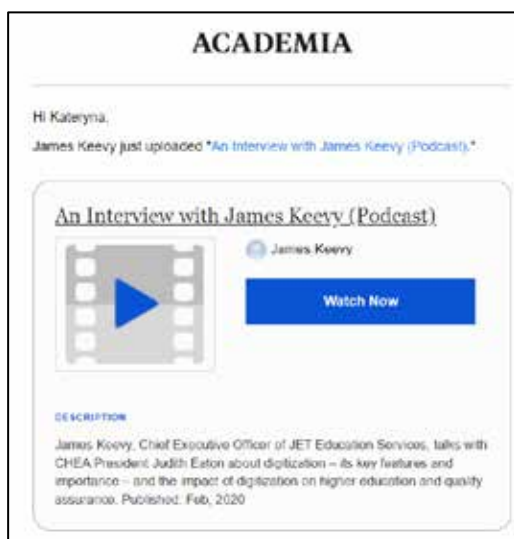 ACADEMIA
Hi Kateryna,
James Keevy just uploaded "An Interview with James Keevy (Podcast)."
An Interview with James Keevy (Podcast)
James Keevy
Watch Now
DESCRIPTION
James Keevy, Chief Executive Officer of JET Education Services, talks with
CHEA President Judith Eaton about digitization – its key features and
importance – and the impact of digitization on higher education and quality
assurance. Published: Feb, 2020